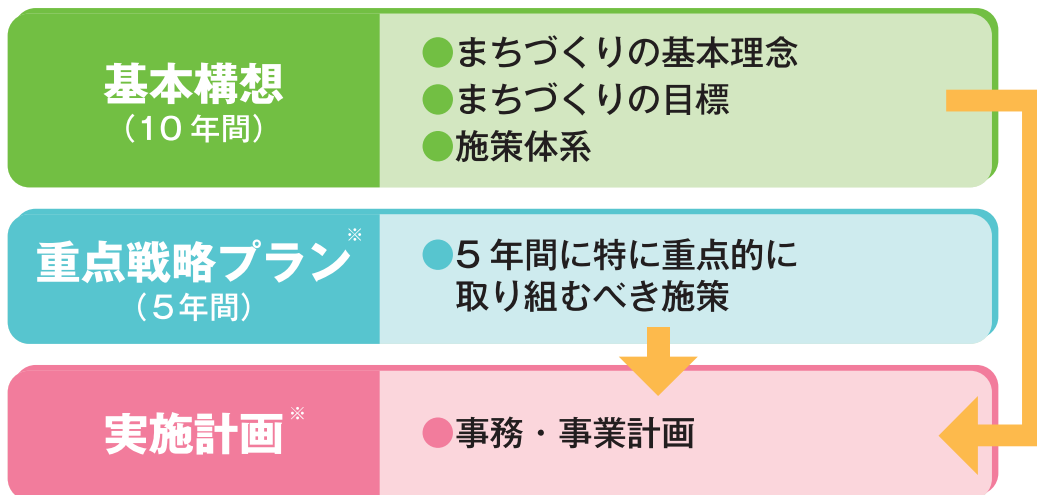 基本構想
（10年間）
●まちづくりの基本理念
●まちづくりの目標
●施策体系
重点戦略プラン※
（5年間）
●5年間に特に重点的に
取り組むべき施策
実施計画※
●事務・事業計画